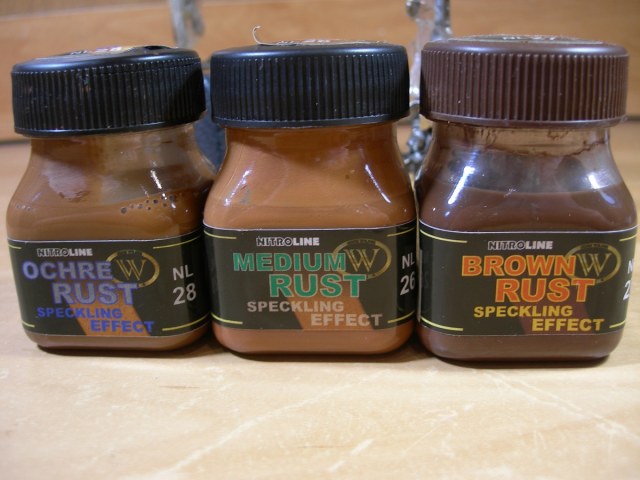 NITROLINE
OCHRE
RUST
SPECKLING
EFFECT
W
NL
28
NITROLINE
MEDIUM
RUST
SPECKLING
EFFECT
W
NL
26
NITROLINE
BROWN
RUST
SPECKLING
EFFECT
W